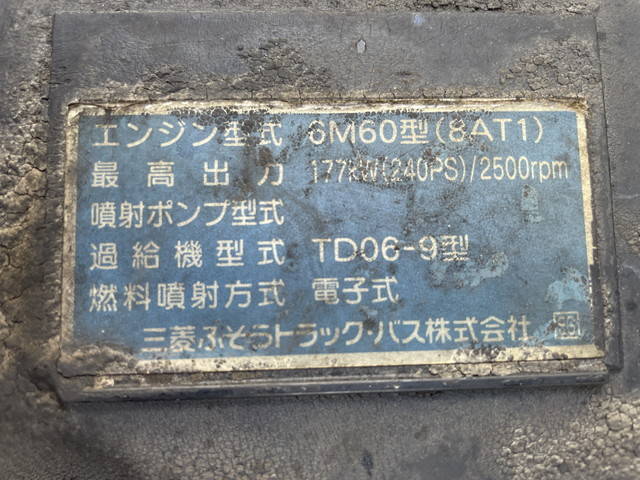 エンジン型式 6M60型(8AT1)
最高出力 177kW(240PS)/2500rpm
噴射ポンプ型式
過給機型式 TD06-9型
燃料噴射方式 電子式
三菱ふそうトラック・バス株式会社